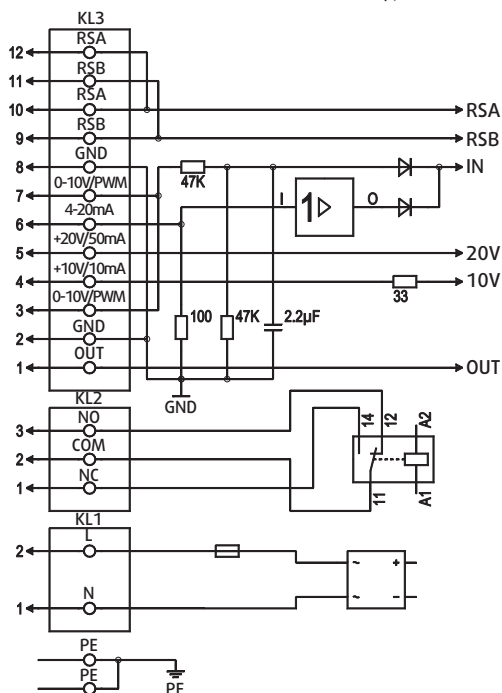 KL3
12 RSA
11 RSB
10 RSA RSA
9 RSB RSB
8 GND IN
7 0-10V/PWM 47K
6 4-20mA I 1 O
5 +20V/50mA 20V
4 +10V/10mA 33 10V
3 0-10V/PWM
100 47K 2.2µF
2 GND
1 OUT OUT
GND
KL2
3 NO 14 12 A2
2 COM
1 NC 11 A1
KL1
2 L ~ +
1 N ~ −
PE
PE PE